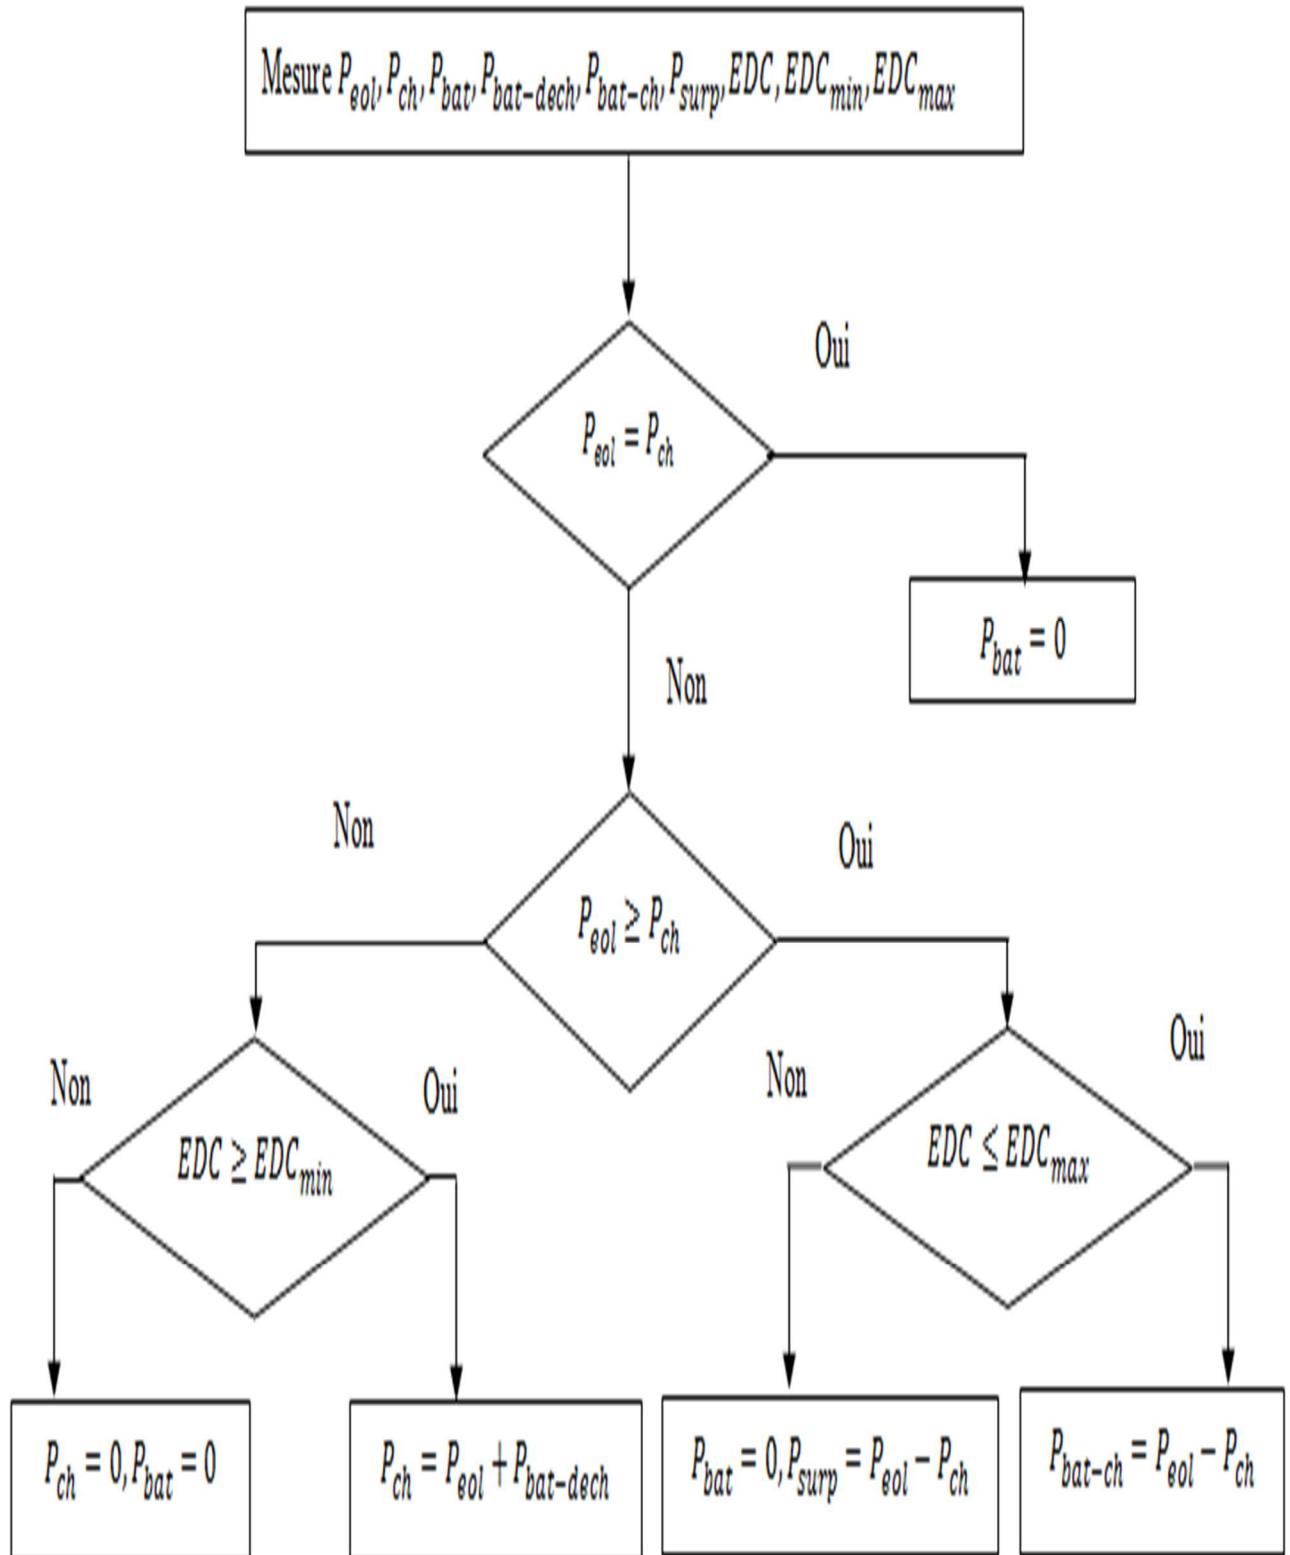 Mesure P_eol, P_ch, P_bat, P_bat-dech, P_bat-ch, P_surp, EDC, EDC_min, EDC_max
Oui
P_eol = P_ch
P_bat = 0
Non
Non
Oui
P_eol ≥ P_ch
Non
Oui
Non
Oui
EDC ≥ EDC_min
EDC ≤ EDC_max
P_ch = 0, P_bat = 0
P_ch = P_eol + P_bat-dech
P_bat = 0, P_surp = P_eol − P_ch
P_bat-ch = P_eol − P_ch